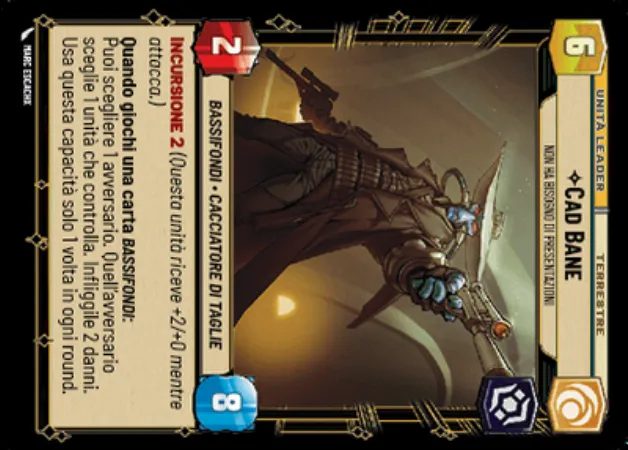 6
UNITÀ LEADER
TERRESTRE
CAD BANE
NON HA BISOGNO DI PRESENTAZIONI
2
BASSIFONDI • CACCIATORE DI TAGLIE
8
INCURSIONE 2 (Questo unità riceve +2/+0 mentre
attacca.)
Quando giochi una carta BASSIFONDI:
Puoi scegliere 1 avversario. Quell'avversario
sceglie 1 unità che controlla. Infliggile 2 danni.
Usa questa capacità solo 1 volta in ogni round.
MARC ESCACHX